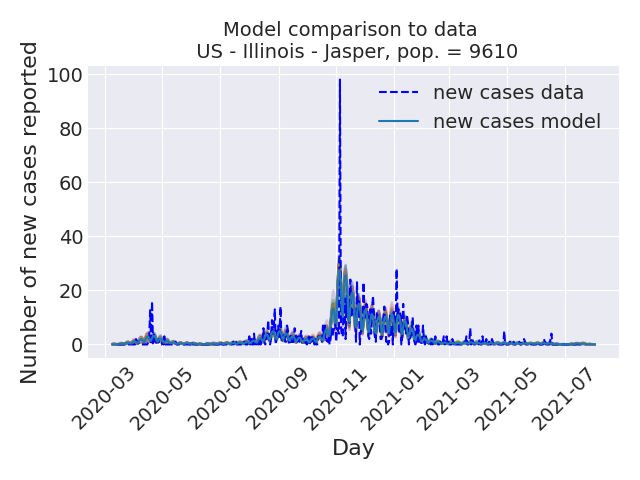 Model comparison to data
US - Illinois - Jasper, pop. = 9610
Number of new cases reported
100
80
60
40
20
0
new cases data
new cases model
2020-03
2020-05
2020-07
2020-09
2020-11
2021-01
2021-03
2021-05
2021-07
Day